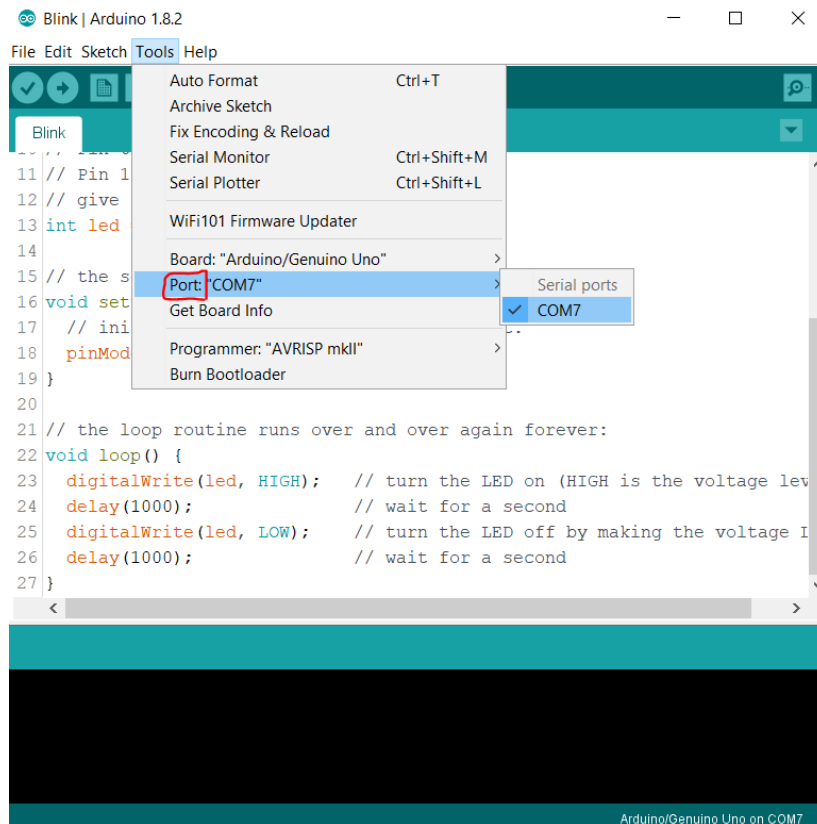 Blink | Arduino 1.8.2
File Edit Sketch Tools Help
Auto Format Ctrl+T
Archive Sketch
Fix Encoding & Reload
Serial Monitor Ctrl+Shift+M
Serial Plotter Ctrl+Shift+L
WiFi101 Firmware Updater
Board: "Arduino/Genuino Uno"
Port: "COM7"
Serial ports
COM7
Get Board Info
Programmer: "AVRISP mkII"
Burn Bootloader
Blink
11 // Pin 1
12 // give
13 int led
14
15 // the s
16 void set
17 // ini
18 pinMod
19 }
20
21 // the loop routine runs over and over again forever:
22 void loop() {
23 digitalWrite(led, HIGH); // turn the LED on (HIGH is the voltage lev
24 delay(1000); // wait for a second
25 digitalWrite(led, LOW); // turn the LED off by making the voltage
26 delay(1000); // wait for a second
27 }
Arduino/Genuino Uno on COM7